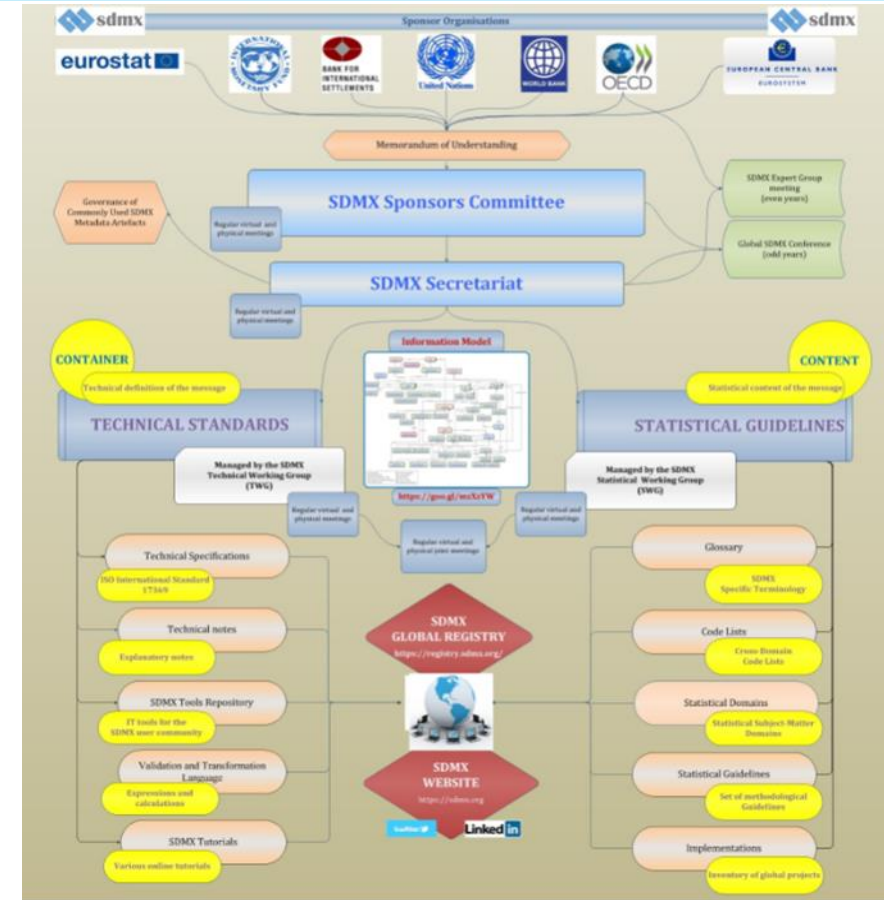 sdmx
Sponsor Organisations
sdmx
eurostat
INTERNATIONAL MONETARY FUND
BANK FOR
INTERNATIONAL
SETTLEMENTS
United Nations
WORLD BANK
OECD
EUROPEAN CENTRAL BANK
EUROSYSTEM
Memorandum of Understanding
SDMX Sponsors Committee
Regular virtual and
physical meetings
SDMX Expert Group
meeting
(even years)
Governance of
Commonly Used SDMX
Metadata Artefacts
Global SDMX Conference
(odd years)
SDMX Secretariat
Regular virtual and
physical meetings
Information Model
CONTAINER
Technical definition of the message
TECHNICAL STANDARDS
CONTENT
Statistical content of the message
STATISTICAL GUIDELINES
Managed by the SDMX
Technical Working Group
(TWG)
Managed by the SDMX
Statistical Working Group
(SWG)
Regular virtual and
physical meetings
Regular virtual and
physical joint meetings
Regular virtual and
physical meetings
Technical Specifications
ISO International Standard
17369
Technical notes
Explanatory notes
SDMX Tools Repository
IT tools for the
SDMX user community
Validation and Transformation
Language
Expressions and
calculations
SDMX Tutorials
Various online tutorials
SDMX
GLOBAL REGISTRY
https://registry.sdmx.org/
SDMX
WEBSITE
https://sdmx.org
twitter
Linked in
Glossary
SDMX
Specific Terminology
Code Lists
Cross Domain
Code Lists
Statistical Domains
Statistical Subject-Matter
Domains
Statistical Guidelines
Set of methodological
Guidelines
Implementations
Inventory of global projects